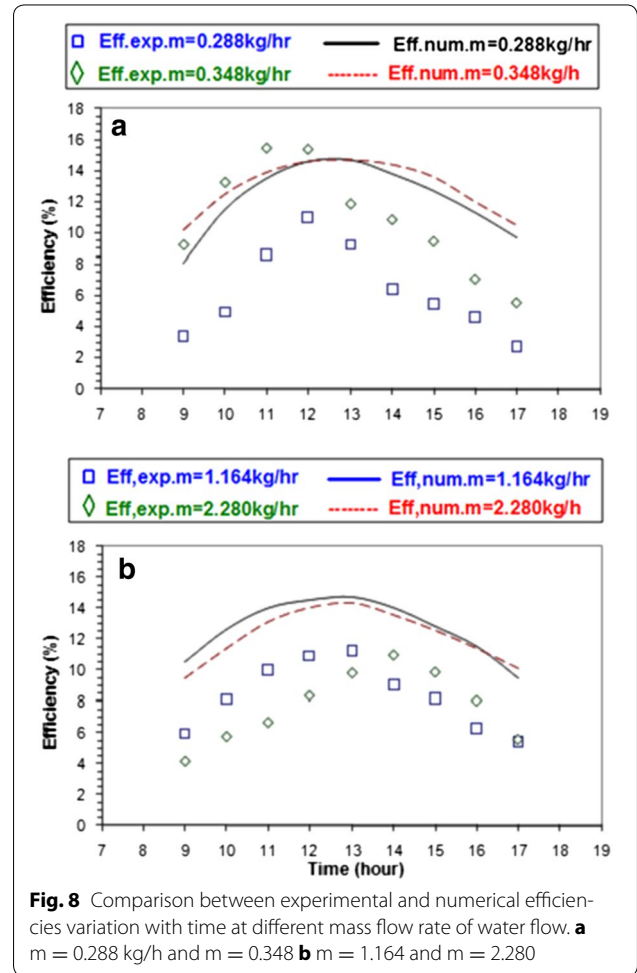 Eff.exp.m=0.288kg/hr Eff.num.m=0.288kg/hr
Eff.exp.m=0.348kg/hr Eff.num.m=0.348kg/h
a
Efficiency (%)
18
16
14
12
10
8
6
4
2
0
7 8 9 10 11 12 13 14 15 16 17 18 19
Eff,exp.m=1.164kg/hr Eff,num.m=1.164kg/hr
Eff,exp.m=2.280kg/hr Eff,num.m=2.280kg/h
b
Efficiency (%)
18
16
14
12
10
8
6
4
2
0
7 8 9 10 11 12 13 14 15 16 17 18 19
Time (hour)
Fig. 8 Comparison between experimental and numerical efficien-
cies variation with time at different mass flow rate of water flow. a
m = 0.288 kg/h and m = 0.348 b m = 1.164 and m = 2.280